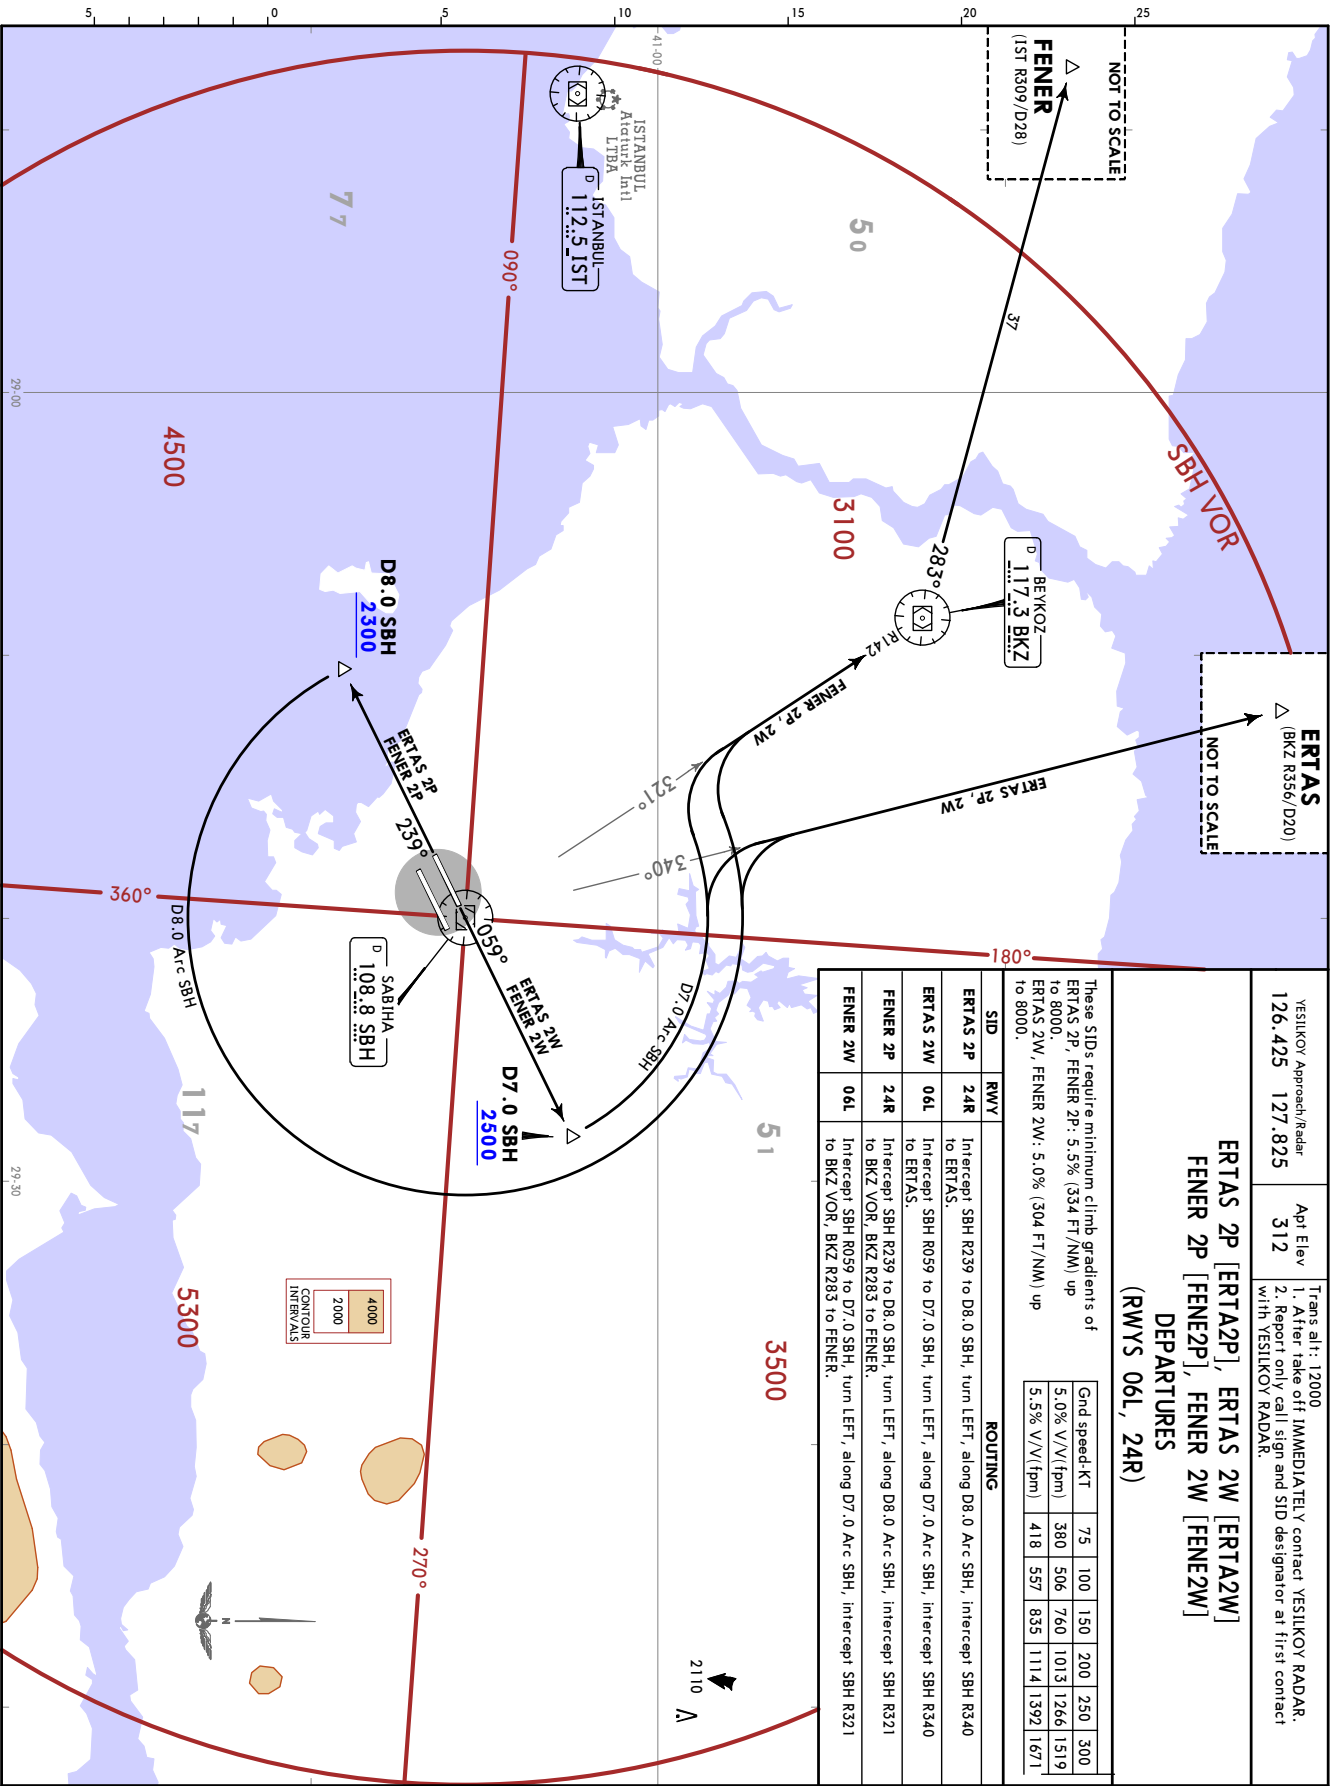 YESILKOY Approach/Radar
126.425 127.825
Apt Elev
312
Trans alt: 12000
1. After take off IMMEDIATELY contact YESILKOY RADAR.
2. Report only call sign and SID designator at first contact
with YESILKOY RADAR.
ERTAS 2P [ERTA2P], ERTAS 2W [ERTA2W]
FENER 2P [FENE2P], FENER 2W [FENE2W]
DEPARTURES
(RWYS 06L, 24R)
These SIDs require minimum climb gradients of
ERTAS 2P, FENER 2P: 5.5% (334 FT/NM) up
to 8000.
ERTAS 2W, FENER 2W: 5.0% (304 FT/NM) up
to 8000.
Gnd speed-KT 75 100 150 200 250 300
5.0% V/V(fpm) 380 506 760 1013 1266 1519
5.5% V/V(fpm) 418 557 835 1114 1392 1671
SID RWY ROUTING
ERTAS 2P 24R Intercept SBH R239 to D8.0 SBH, turn LEFT, along D8.0 Arc SBH, intercept SBH R340
to ERTAS.
ERTAS 2W 06L Intercept SBH R059 to D7.0 SBH, turn LEFT, along D7.0 Arc SBH, intercept SBH R340
to ERTAS.
FENER 2P 24R Intercept SBH R239 to D8.0 SBH, turn LEFT, along D8.0 Arc SBH, intercept SBH R321
to BKZ VOR, BKZ R283 to FENER.
FENER 2W 06L Intercept SBH R059 to D7.0 SBH, turn LEFT, along D7.0 Arc SBH, intercept SBH R321
to BKZ VOR, BKZ R283 to FENER.
NOT TO SCALE
FENER
(IST R309/D28)
37
283°
ERTAS
(BKZ R356/D20)
NOT TO SCALE
SBH VOR
BEYKOZ
D 117.3 BKZ
R142
FENER 2P, 2W
ERTAS 2P, 2W
321°
340°
3100
50
51
3500
ISTANBUL
Ataturk Intl
LTBA
ISTANBUL
D 112.5 IST
77
090°
180°
270°
360°
41-00
29-00
29-30
4500
5300
117
D8.0 SBH
2300
ERTAS 2P
FENER 2P
239°
059°
ERTAS 2W
FENER 2W
D7.0 SBH
2500
D7.0 Arc SBH
D8.0 Arc SBH
SABIHA
D 108.8 SBH
4000
2000
CONTOUR
INTERVALS
N
2110
5
0
5
10
15
20
25